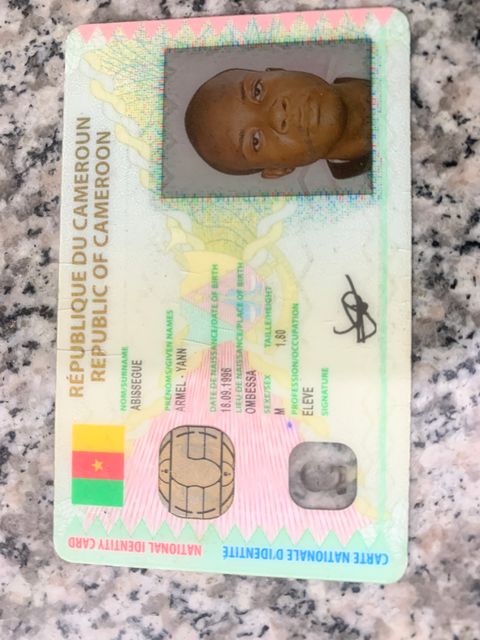 RÉPUBLIQUE DU CAMEROUN
REPUBLIC OF CAMEROON
NATIONAL IDENTITY CARD
CARTE NATIONALE D'IDENTITÉ
NOM/SURNAME
ABISSEGUE
PRENOMS/GIVEN NAMES
ARMEL - YANN
DATE DE NAISSANCE/DATE OF BIRTH
16.09.1996
LIEU DE NAISSANCE/PLACE OF BIRTH
OMBESSA
SEXE/SEX TAILLE/HEIGHT
M 1,80
PROFESSION/OCCUPATION
ELEVE
SIGNATURE